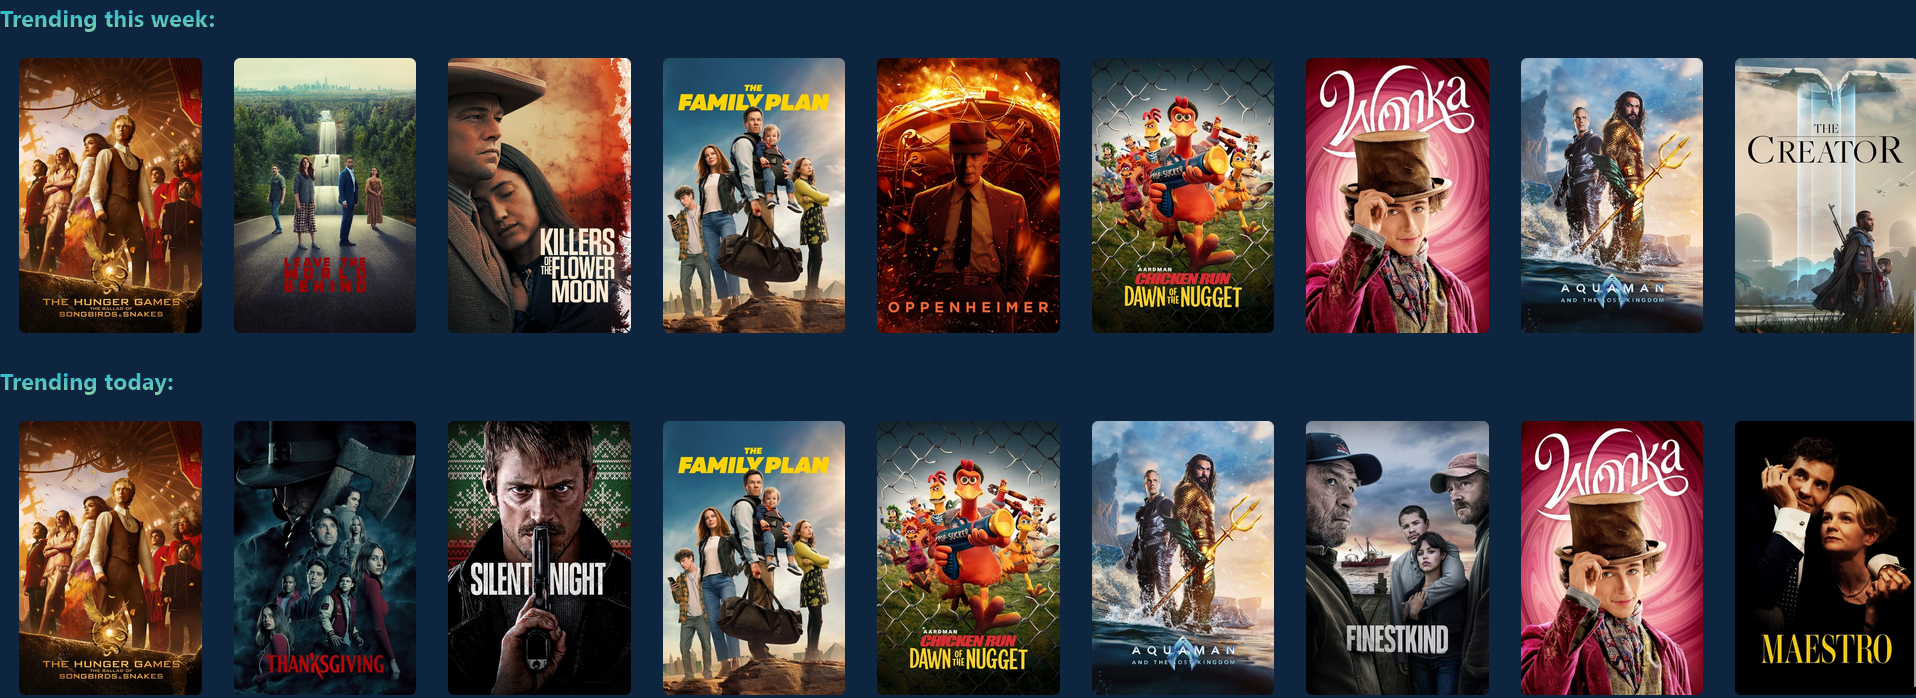 Trending this week:
THE HUNGER GAMES
THE BALLAD OF
SONGBIRDS & SNAKES
LEAVE THE
WORLD
BEHIND
KILLERS
OF THE FLOWER
MOON
THE
FAMILY PLAN
OPPENHEIMER
AARDMAN
CHICKEN RUN
DAWN OF THE NUGGET
Wonka
AQUAMAN
AND THE LOST KINGDOM
THE
CREATOR
Trending today:
THE HUNGER GAMES
THE BALLAD OF
SONGBIRDS & SNAKES
THANKSGIVING
SILENT NIGHT
THE
FAMILY PLAN
AARDMAN
CHICKEN RUN
DAWN OF THE NUGGET
AQUAMAN
AND THE LOST KINGDOM
FINESTKIND
Wonka
MAESTRO